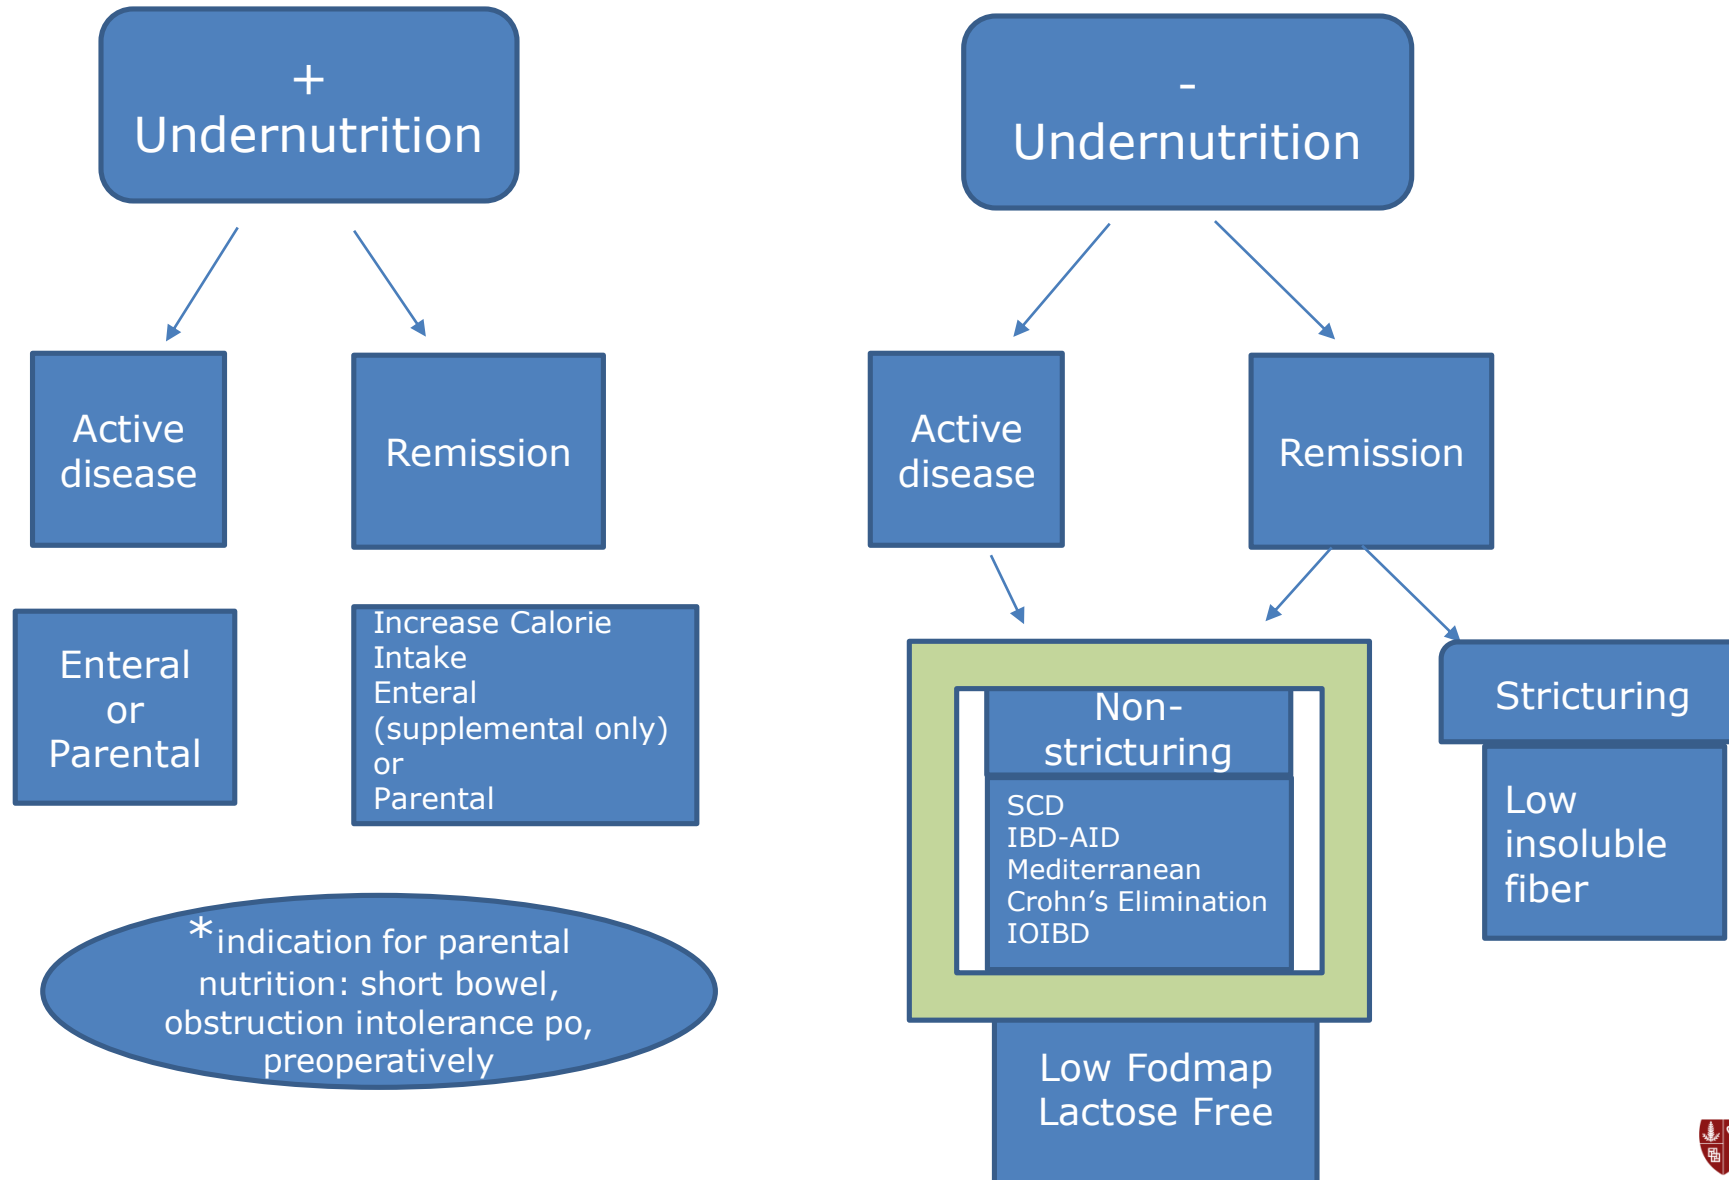 +
Undernutrition
-
Undernutrition
Active
disease
Remission
Active
disease
Remission
Enteral
or
Parental
Increase Calorie
Intake
Enteral
(supplemental only)
or
Parental
Non-
stricturing
SCD
IBD-AID
Mediterranean
Crohn’s Elimination
IOIBD
Stricturing
Low
insoluble
fiber
*indication for parental
nutrition: short bowel,
obstruction intolerance po,
preoperatively
Low Fodmap
Lactose Free